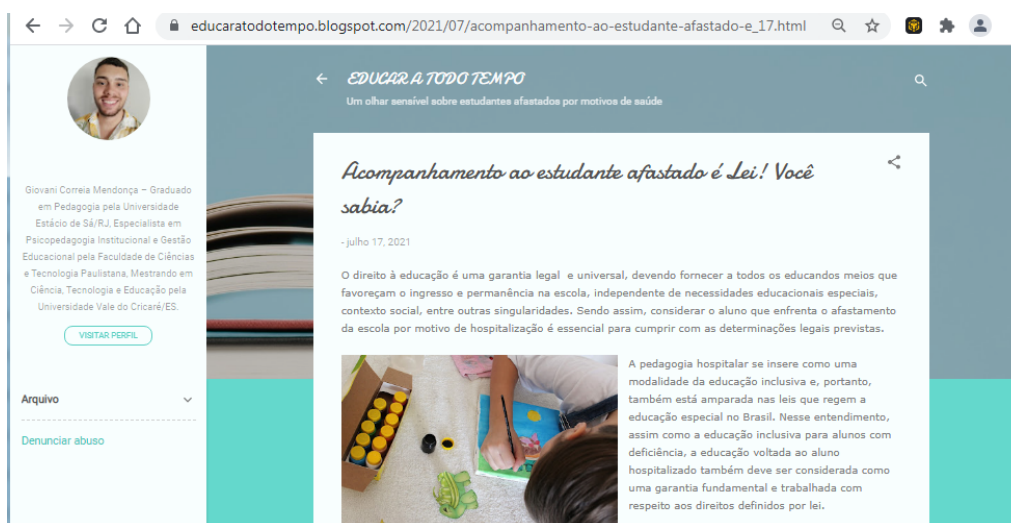 educaratodotempo.blogspot.com/2021/07/acompanhamento-ao-estudante-afastado-e_17.html
EDUCAR A TODO TEMPO
Um olhar sensível sobre estudantes afastados por motivos de saúde
Giovani Correia Mendonça – Graduado
em Pedagogia pela Universidade
Estácio de Sá/RJ, Especialista em
Psicopedagogia Institucional e Gestão
Educacional pela Faculdade de Ciências
e Tecnologia Paulistana, Mestrando em
Ciência, Tecnologia e Educação pela
Universidade Vale do Cricaré/ES.
VISITAR PERFIL
Arquivo
Denunciar abuso
Acompanhamento ao estudante afastado é Lei! Você
sabia?
- julho 17, 2021
O direito à educação é uma garantia legal e universal, devendo fornecer a todos os educandos meios que
favoreçam o ingresso e permanência na escola, independente de necessidades educacionais especiais,
contexto social, entre outras singularidades. Sendo assim, considerar o aluno que enfrenta o afastamento
da escola por motivo de hospitalização é essencial para cumprir com as determinações legais previstas.
A pedagogia hospitalar se insere como uma
modalidade da educação inclusiva e, portanto,
também está amparada nas leis que regem a
educação especial no Brasil. Nesse entendimento,
assim como a educação inclusiva para alunos com
deficiência, a educação voltada ao aluno
hospitalizado também deve ser considerada como
uma garantia fundamental e trabalhada com
respeito aos direitos definidos por lei.